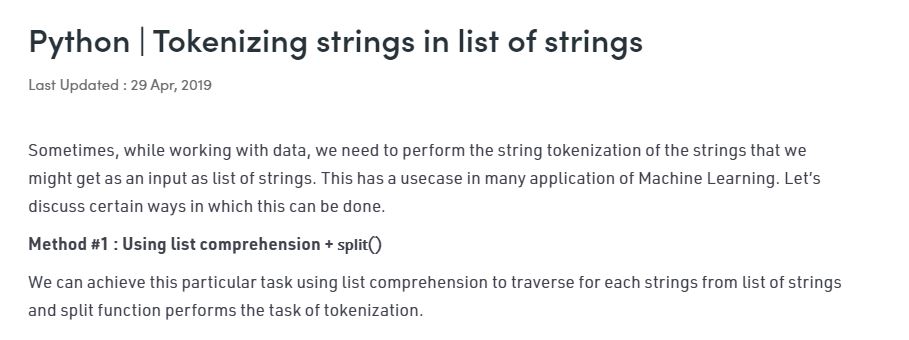 Python | Tokenizing strings in list of strings
Last Updated : 29 Apr, 2019
Sometimes, while working with data, we need to perform the string tokenization of the strings that we
might get as an input as list of strings. This has a usecase in many application of Machine Learning. Let’s
discuss certain ways in which this can be done.
Method #1 : Using list comprehension + split()
We can achieve this particular task using list comprehension to traverse for each strings from list of strings
and split function performs the task of tokenization.